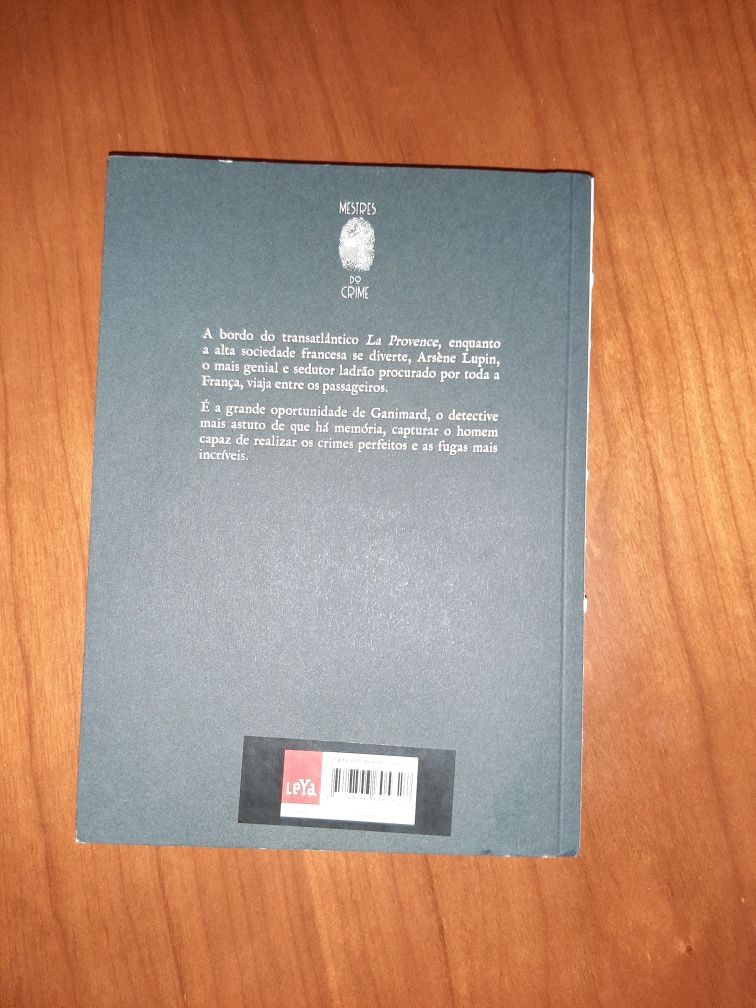 MESTRES
DO
CRIME
A bordo do transatlântico La Provence, enquanto
a alta sociedade francesa se diverte, Arsène Lupin,
o mais genial e sedutor ladrão procurado por toda a
França, viaja entre os passageiros.
É a grande oportunidade de Ganimard, o detective
mais astuto de que há memória, capturar o homem
capaz de realizar os crimes perfeitos e as fugas mais
incríveis.
LeYa